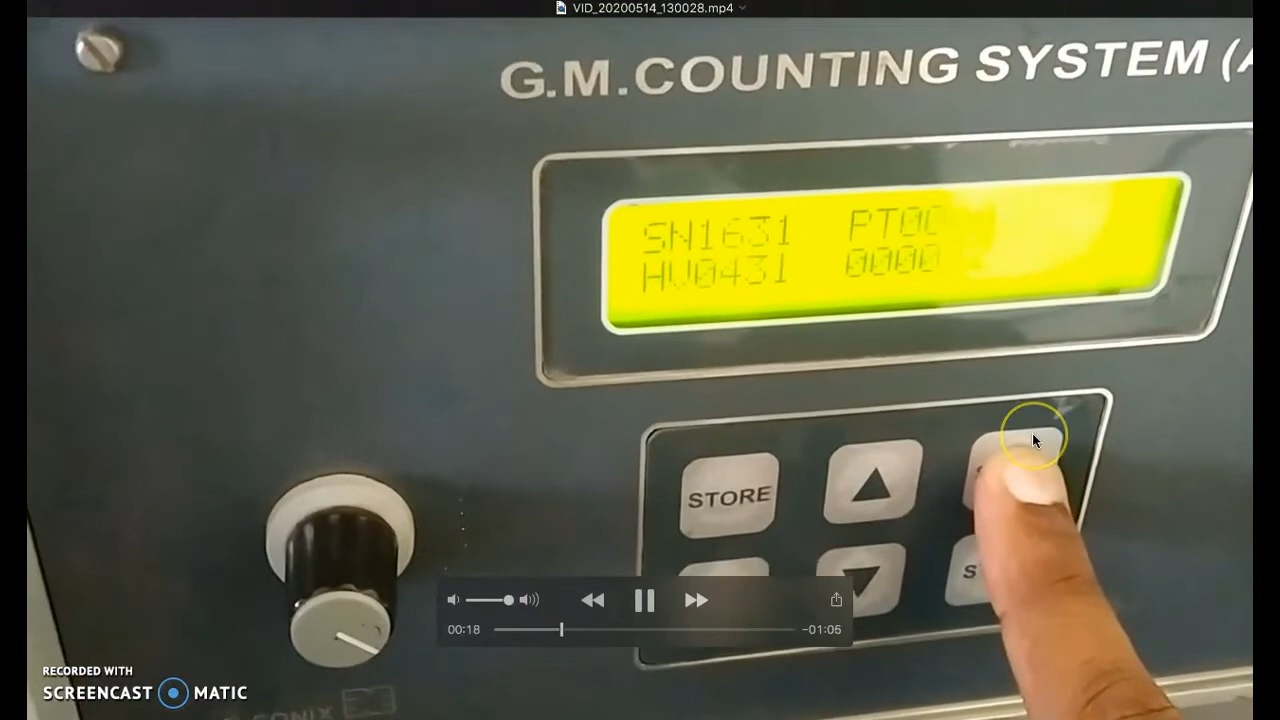 VID_20200514_130028.mp4
G.M.COUNTING SYSTEM (A
SN1631 PT00
HV0431 0000
STORE
00:18
-01:05
RECORDED WITH
SCREENCAST MATIC